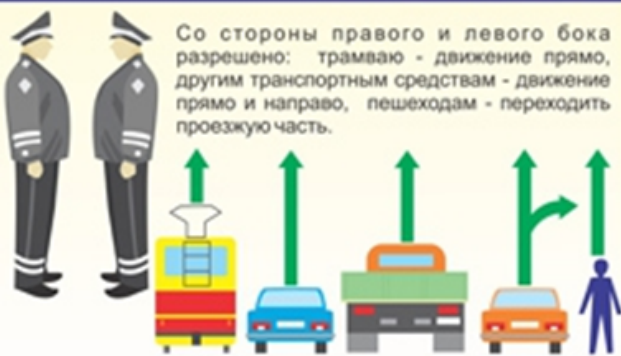 Со стороны правого и левого бока
разрешено: трамваю - движение прямо,
другим транспортным средствам - движение
прямо и направо, пешеходам - переходить
проезжую часть.